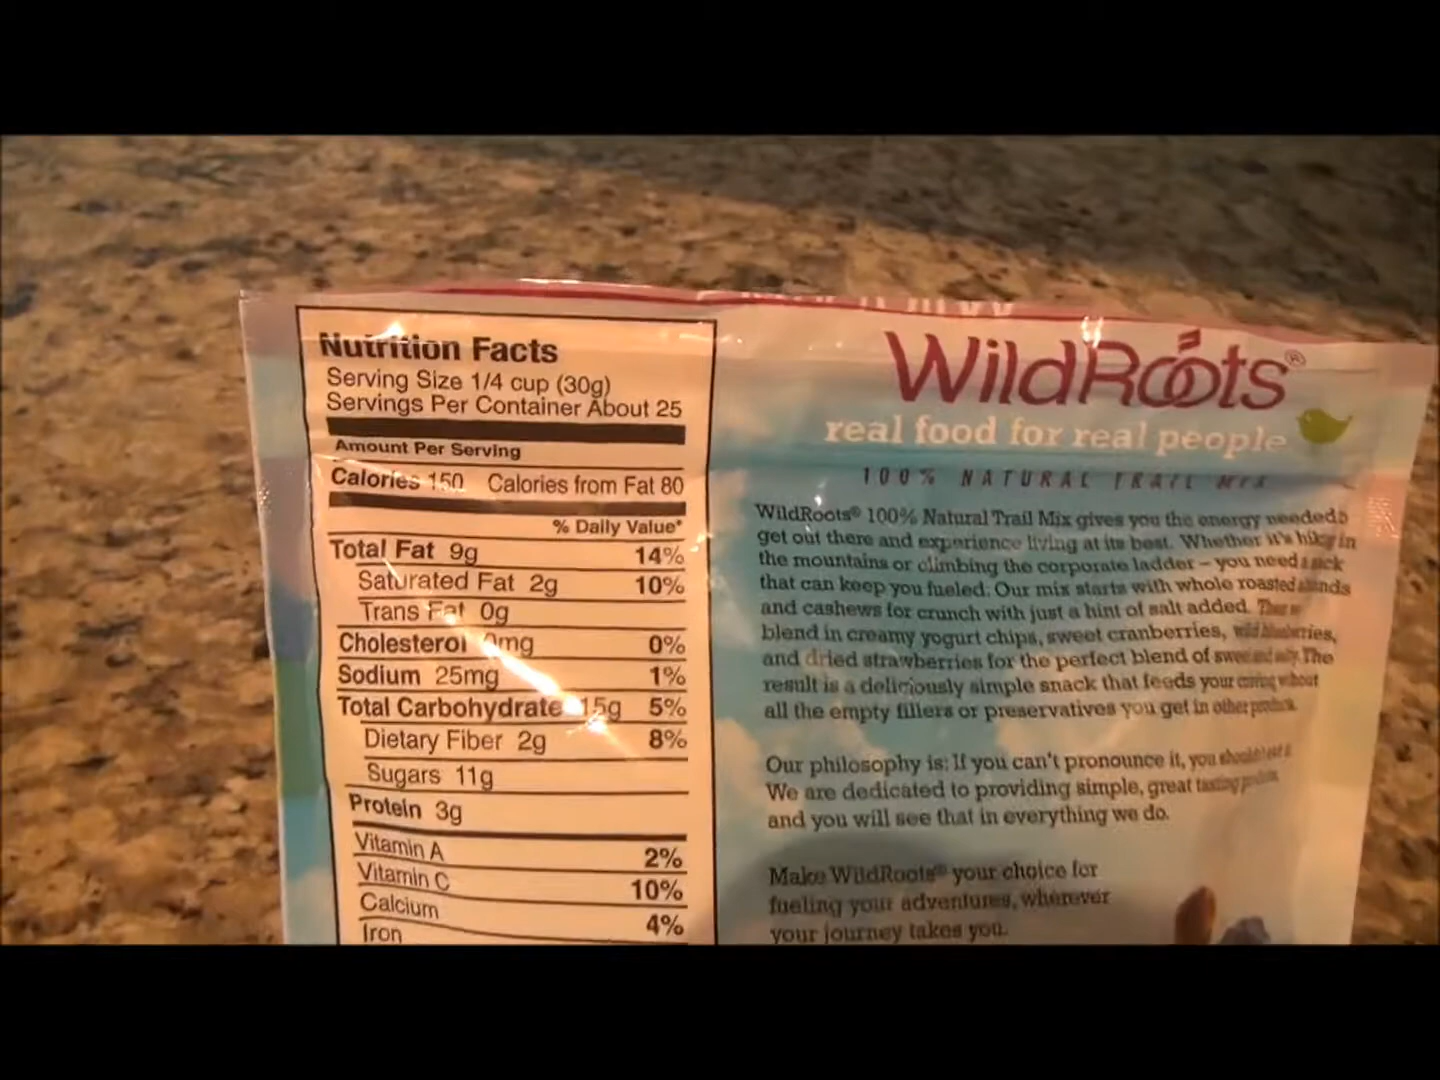 Nutrition Facts
Serving Size 1/4 cup (30g)
Servings Per Container About 25
Amount Per Serving
Calories 150 Calories from Fat 80
% Daily Value*
Total Fat 9g 14%
Saturated Fat 2g 10%
Trans Fat 0g
Cholesterol 0mg 0%
Sodium 25mg 1%
Total Carbohydrate 15g 5%
Dietary Fiber 2g 8%
Sugars 11g
Protein 3g
Vitamin A 2%
Vitamin C 10%
Calcium 4%
Iron
WildRoots®
real food for real people
100% NATURAL TRAIL MIX
WildRoots® 100% Natural Trail Mix gives you the energy needed to
get out there and experience living at its best. Whether it's hiking in
the mountains or climbing the corporate ladder – you need a snack
that can keep you fueled. Our mix starts with whole roasted almonds
and cashews for crunch with just a hint of salt added. Then we
blend in creamy yogurt chips, sweet cranberries, wild blueberries,
and dried strawberries for the perfect blend of sweet and salty. The
result is a deliciously simple snack that feeds your craving without
all the empty fillers or preservatives you get in other products.
Our philosophy is: If you can't pronounce it, you shouldn't eat it.
We are dedicated to providing simple, great tasting products,
and you will see that in everything we do.
Make WildRoots® your choice for
fueling your adventures, wherever
your journey takes you.